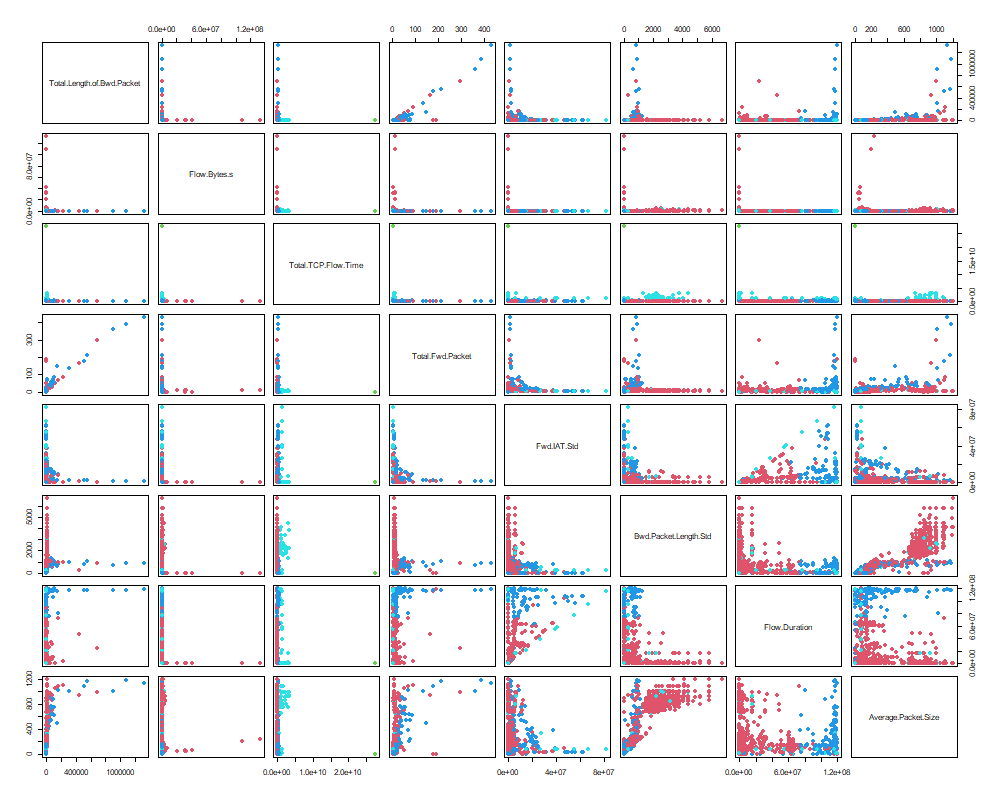 0.0e+00 6.0e+07 1.2e+08 0 100 200 300 400 0 2000 4000 6000 0 200 600 1000
Total.Length.of.Bwd.Packet
0 400000 1000000
Flow.Bytes.s
0.0e+00 8.0e+07
Total.TCP.Flow.Time
0.0e+00 1.5e+10
Total.Fwd.Packet
0 100 300
Fwd.IAT.Std
0e+00 4e+07 8e+07
Bwd.Packet.Length.Std
0 2000 5000
Flow.Duration
0.0e+00 6.0e+07 1.2e+08
Average.Packet.Size
0 400 800 1200
0 400000 1000000 0.0e+00 1.0e+10 2.0e+10 0e+00 4e+07 8e+07 0.0e+00 6.0e+07 1.2e+08